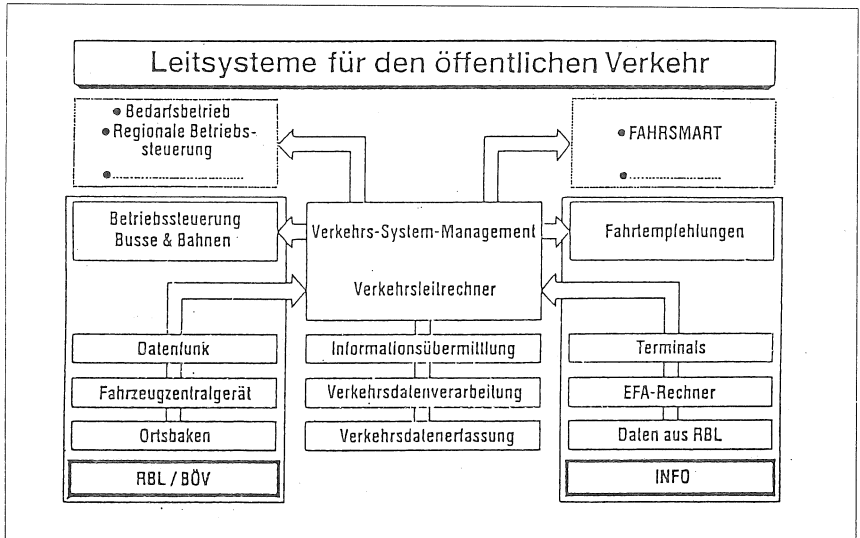 Leitsysteme für den öffentlichen Verkehr
• Bedarfsbetrieb
• Regionale Betriebs-
steuerung
• ..............................
• FAHRSMART
• ..............................
Betriebssteuerung
Busse & Bahnen
Verkehrs-System-Management
Verkehrsleitrechner
Fahrtempfehlungen
Datenfunk
Fahrzeugzentralgerät
Ortsbaken
RBL / BÖV
Informationsübermittlung
Verkehrsdatenverarbeitung
Verkehrsdatenerfassung
Terminals
EFA-Rechner
Daten aus RBL
INFO